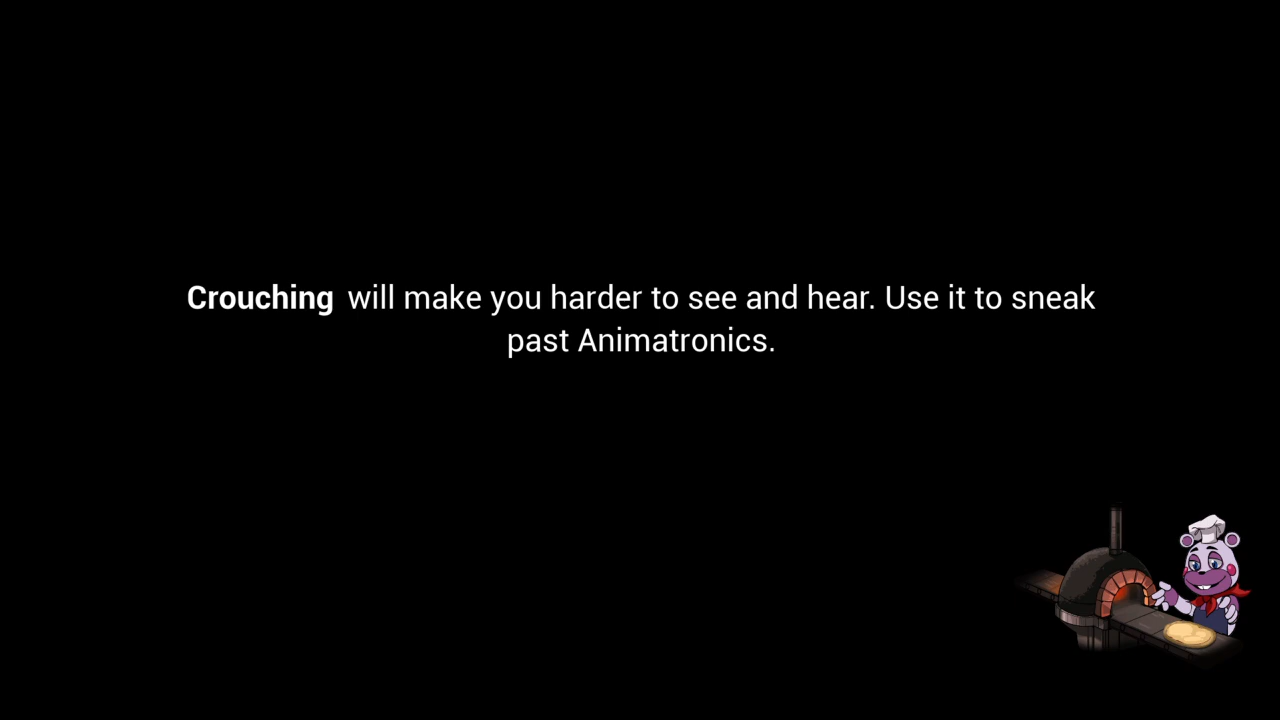 Crouching will make you harder to see and hear. Use it to sneak
past Animatronics.